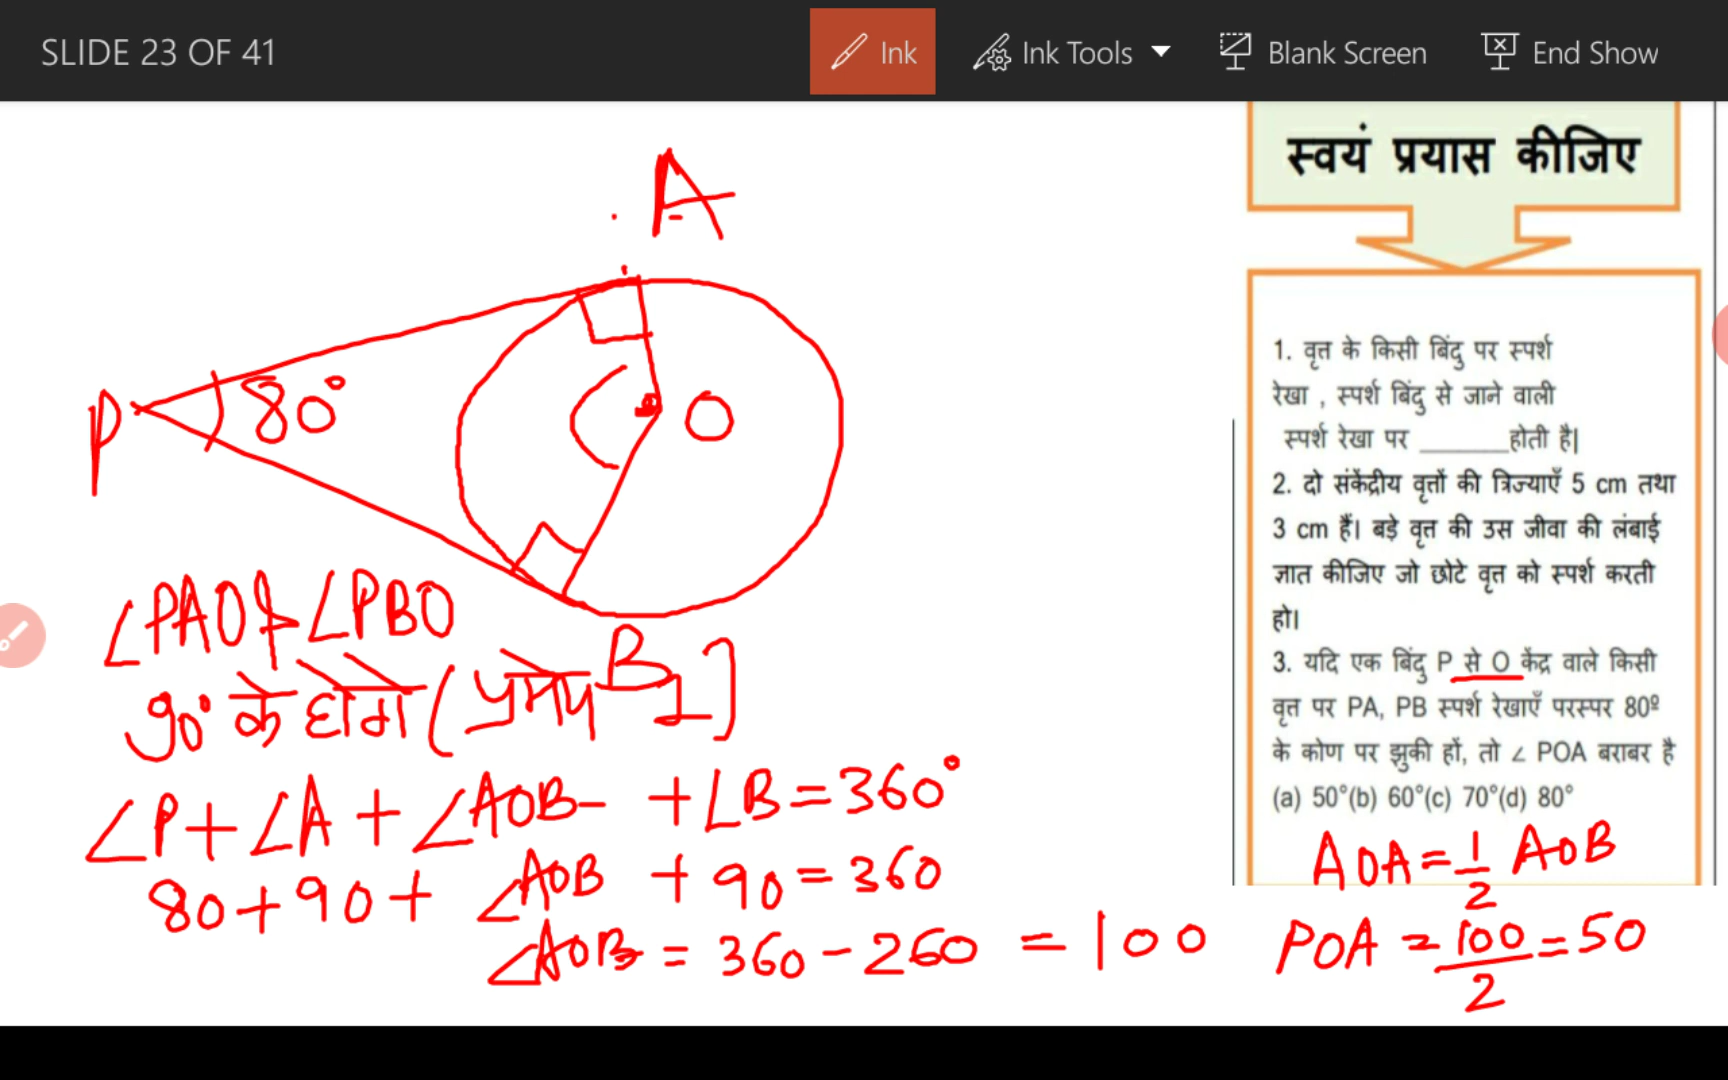 SLIDE 23 OF 41
Ink
Ink Tools
Blank Screen
End Show
A
P
80°
O
B
∠PAO & ∠PBO
90° के होगा (प्रमेय 1]
∠P+∠A+∠AOB- +∠B=360°
80+90+ ∠AOB +90=360
∠AOB = 360-260 = 100
स्वयं प्रयास कीजिए
1. वृत्त के किसी बिंदु पर स्पर्श
रेखा , स्पर्श बिंदु से जाने वाली
स्पर्श रेखा पर _______होती है|
2. दो संकेंद्रीय वृत्तों की त्रिज्याएँ 5 cm तथा
3 cm हैं। बड़े वृत्त की उस जीवा की लंबाई
ज्ञात कीजिए जो छोटे वृत्त को स्पर्श करती
हो।
3. यदि एक बिंदु P से O केंद्र वाले किसी
वृत्त पर PA, PB स्पर्श रेखाएँ परस्पर 80º
के कोण पर झुकी हों, तो ∠ POA बराबर है
(a) 50°(b) 60°(c) 70°(d) 80°
AOA=1/2 AOB
POA =100/2=50